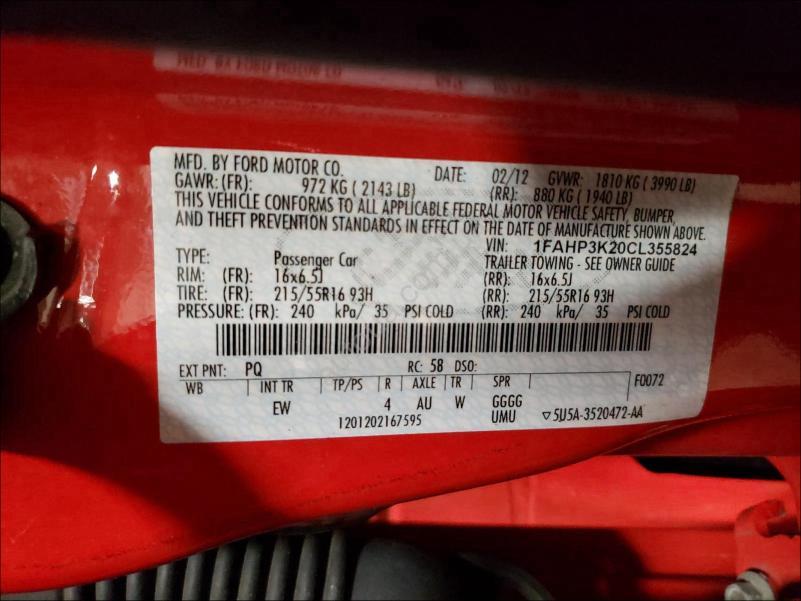 MFD. BY FORD MOTOR CO. DATE: 02/12 GVWR: 1810 KG ( 3990 LB)
GAWR: (FR): 972 KG ( 2143 LB) (RR): 880 KG ( 1940 LB)
THIS VEHICLE CONFORMS TO ALL APPLICABLE FEDERAL MOTOR VEHICLE SAFETY, BUMPER,
AND THEFT PREVENTION STANDARDS IN EFFECT ON THE DATE OF MANUFACTURE SHOWN ABOVE.
VIN: 1FAHP3K20CL355824
TYPE: Passenger Car TRAILER TOWING - SEE OWNER GUIDE
RIM: (FR): 16x6.5J (RR): 16x6.5J
TIRE: (FR): 215/55R16 93H (RR): 215/55R16 93H
PRESSURE: (FR): 240 kPa/ 35 PSI COLD (RR): 240 kPa/ 35 PSI COLD
EXT PNT: PQ RC: 58 DSO:
WB INT TR TP/PS R AXLE TR SPR F0072
EW 4 AU W GGGG
1201202167595 UMU ▽5U5A-3520472-AA